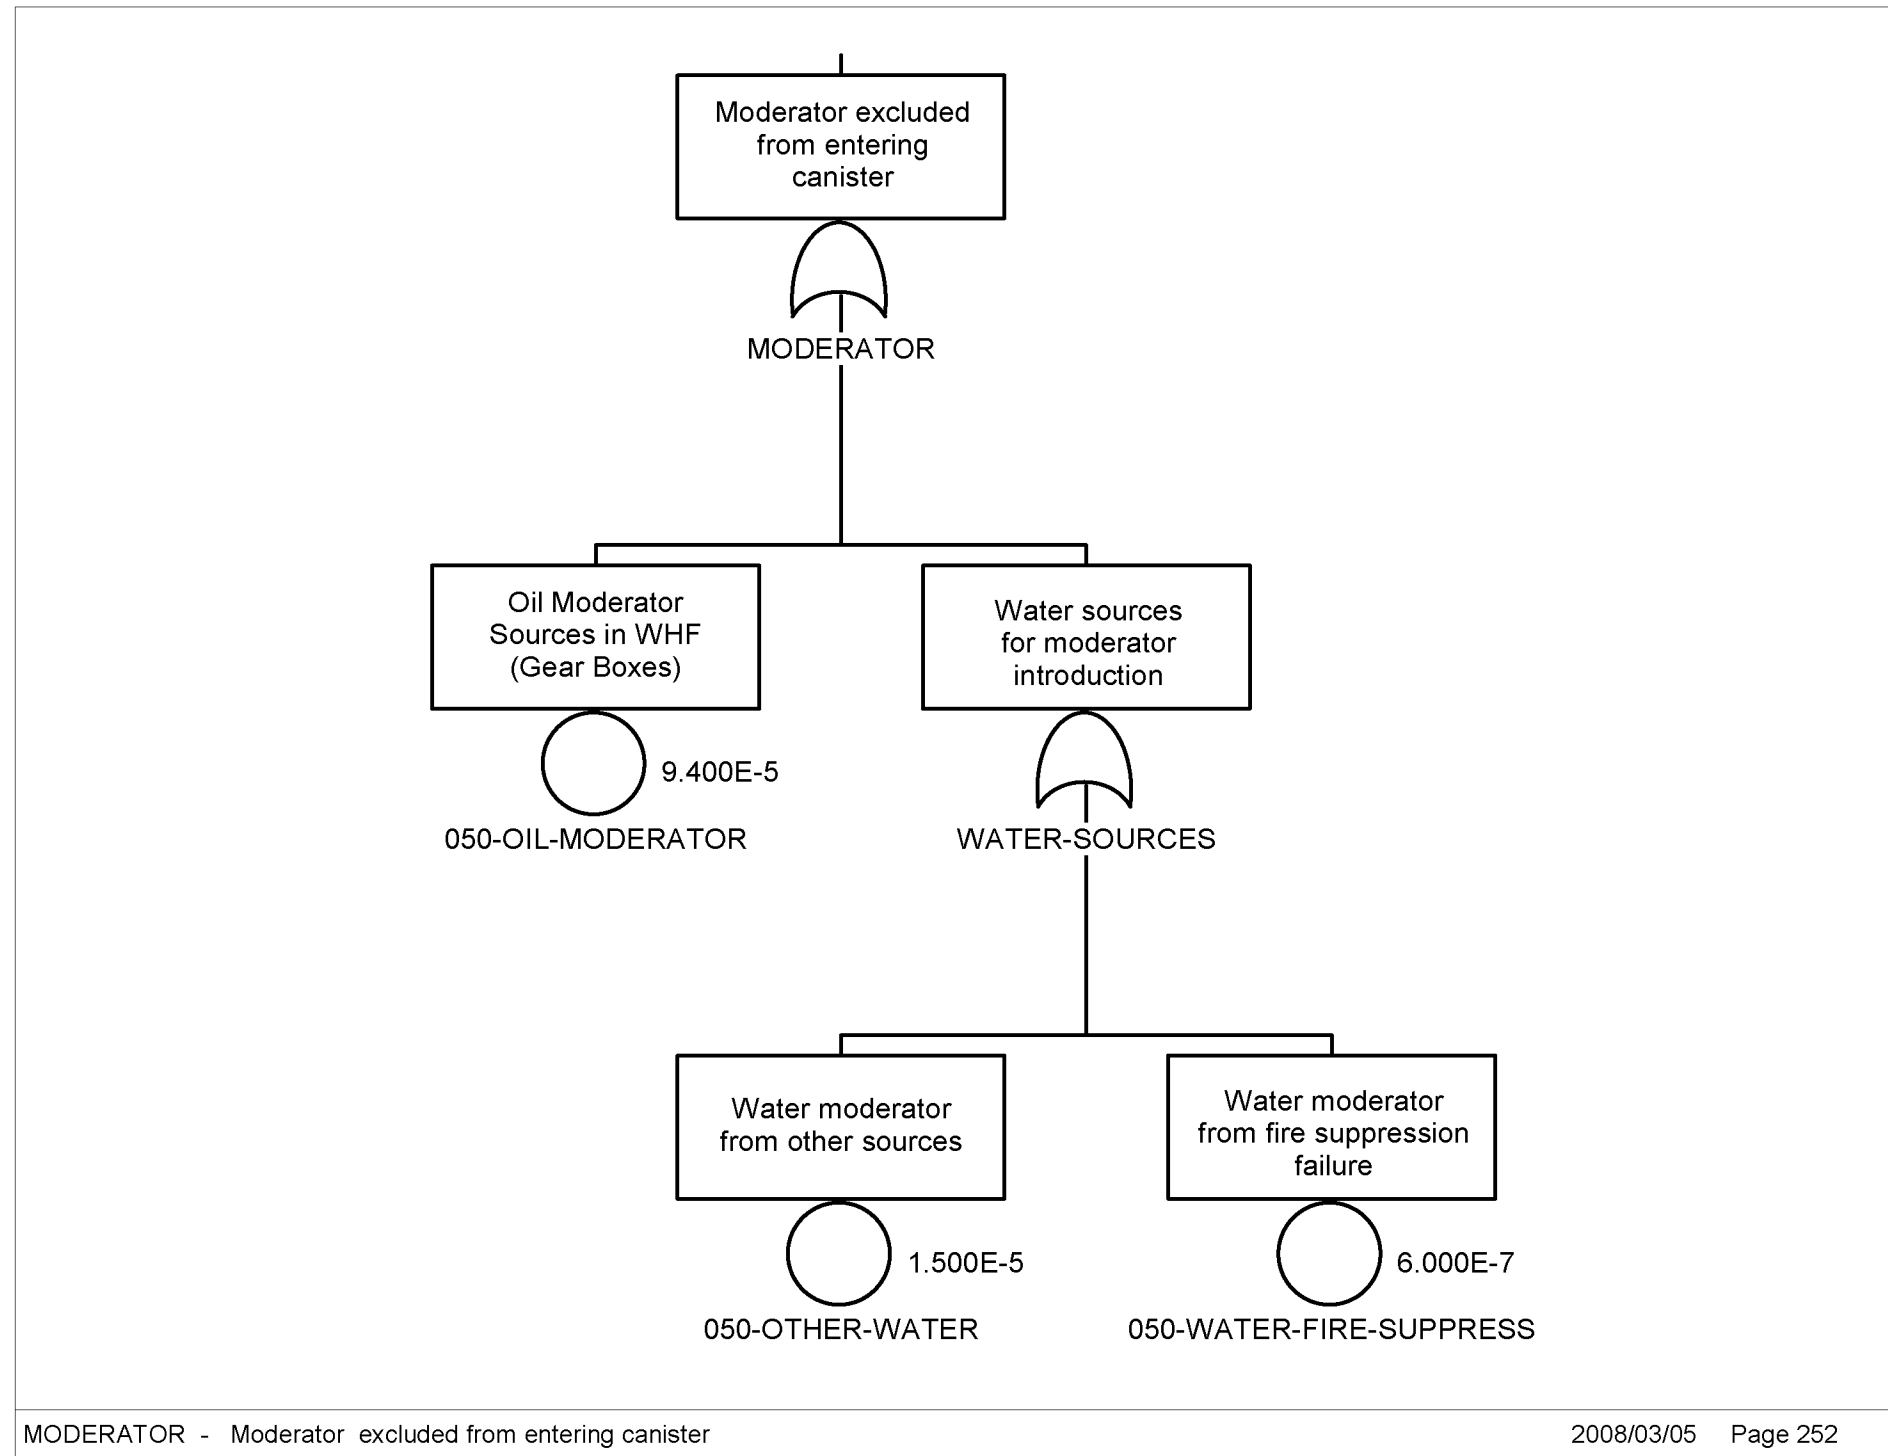 Moderator excluded
from entering
canister
MODERATOR
Oil Moderator
Sources in WHF
(Gear Boxes)
9.400E-5
050-OIL-MODERATOR
Water sources
for moderator
introduction
WATER-SOURCES
Water moderator
from other sources
1.500E-5
050-OTHER-WATER
Water moderator
from fire suppression
failure
6.000E-7
050-WATER-FIRE-SUPPRESS
MODERATOR - Moderator excluded from entering canister 2008/03/05 Page 252